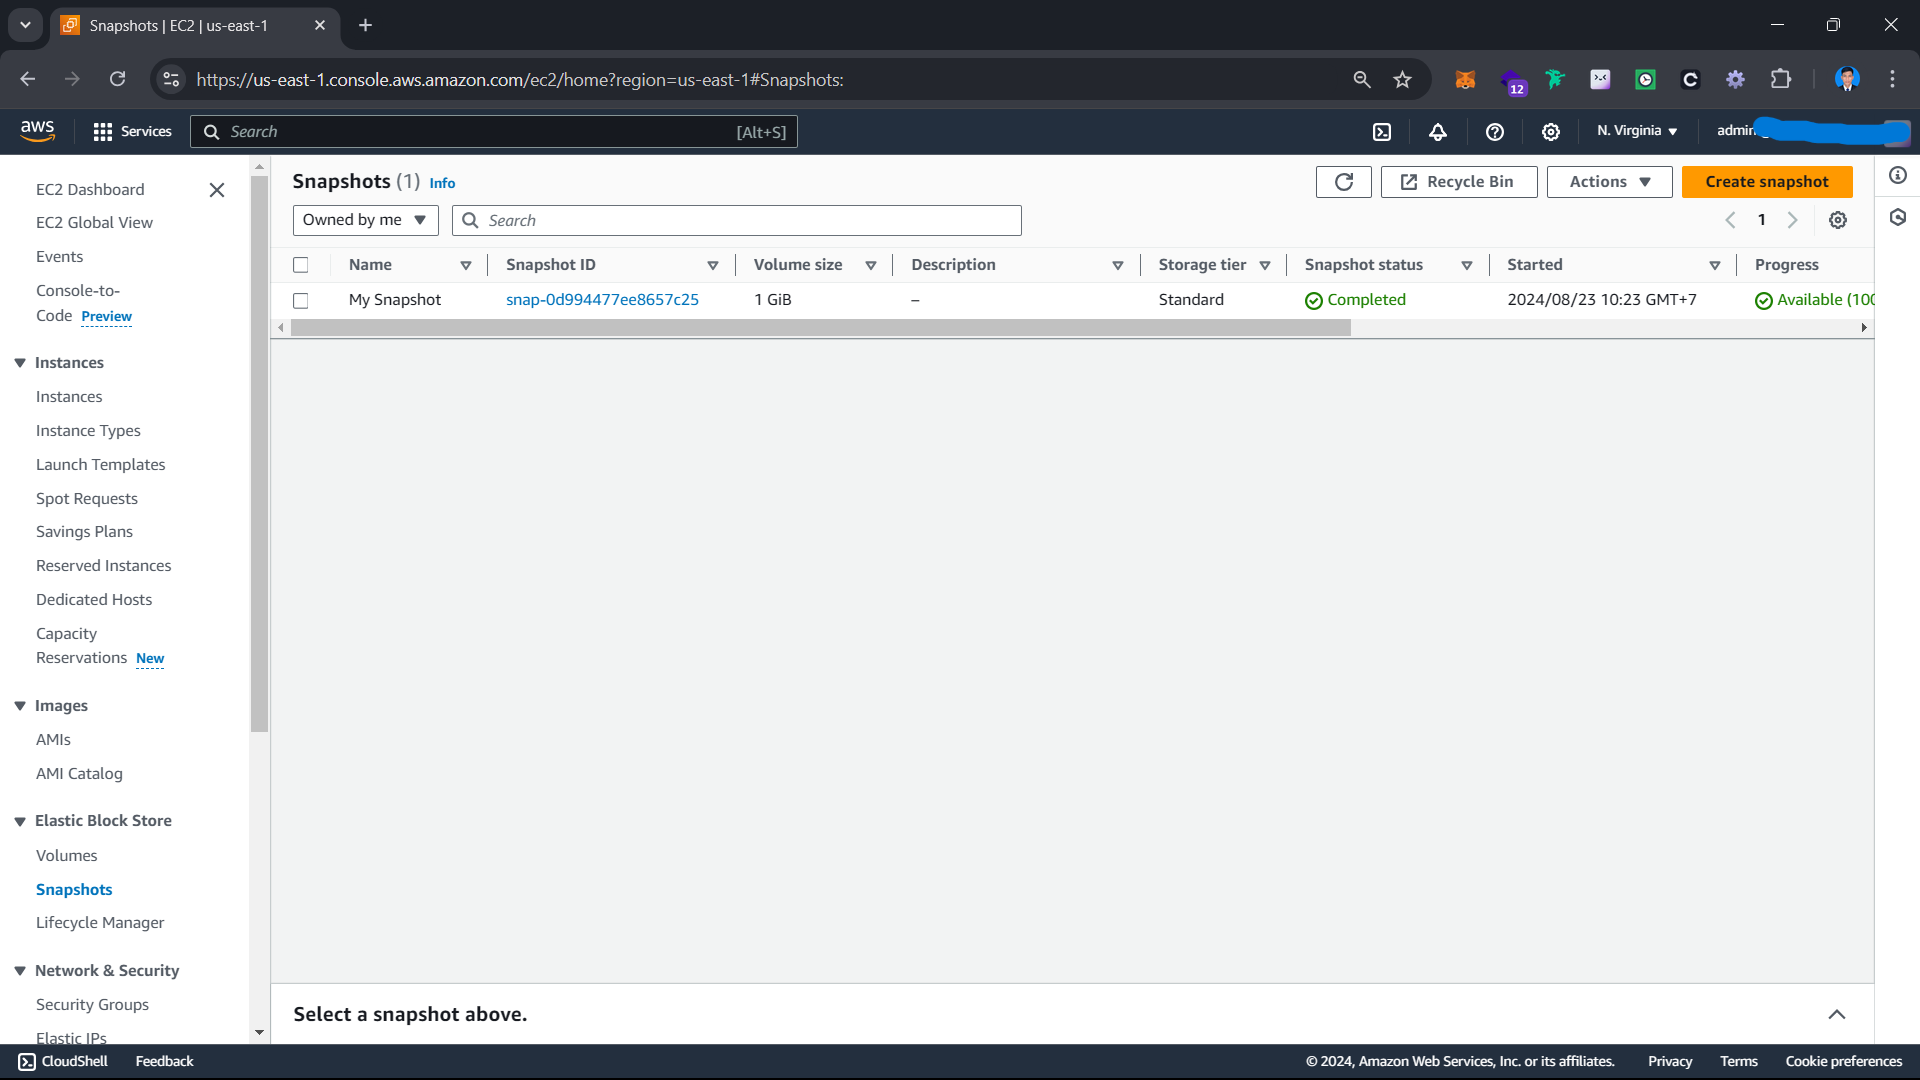 Snapshots | EC2 | us-east-1
https://us-east-1.console.aws.amazon.com/ec2/home?region=us-east-1#Snapshots:
12
aws
Services
Search
[Alt+S]
N. Virginia
admin
EC2 Dashboard
EC2 Global View
Events
Console-to-
Code Preview
Instances
Instances
Instance Types
Launch Templates
Spot Requests
Savings Plans
Reserved Instances
Dedicated Hosts
Capacity
Reservations New
Images
AMIs
AMI Catalog
Elastic Block Store
Volumes
Snapshots
Lifecycle Manager
Network & Security
Security Groups
Elastic IPs
Snapshots (1) Info
Recycle Bin
Actions
Create snapshot
Owned by me
Search
1
Name Snapshot ID Volume size Description Storage tier Snapshot status Started Progress
My Snapshot snap-0d994477ee8657c25 1 GiB – Standard Completed 2024/08/23 10:23 GMT+7 Available (100
Select a snapshot above.
CloudShell Feedback © 2024, Amazon Web Services, Inc. or its affiliates. Privacy Terms Cookie preferences